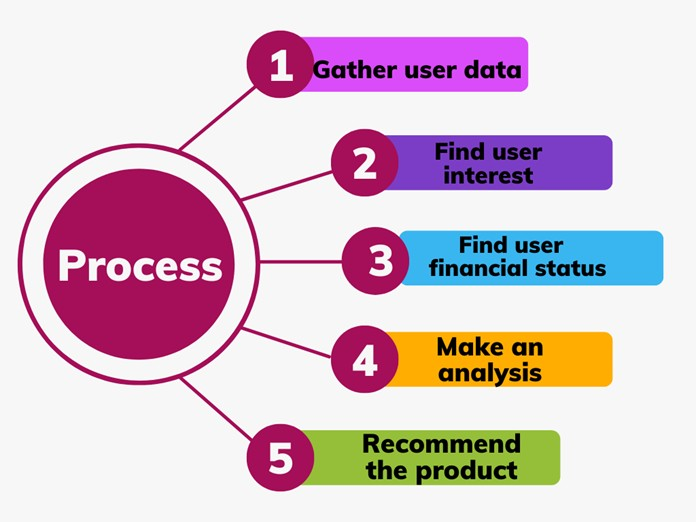 Process
1
Gather user data
2
Find user
interest
3
Find user
financial status
4
Make an
analysis
5
Recommend
the product